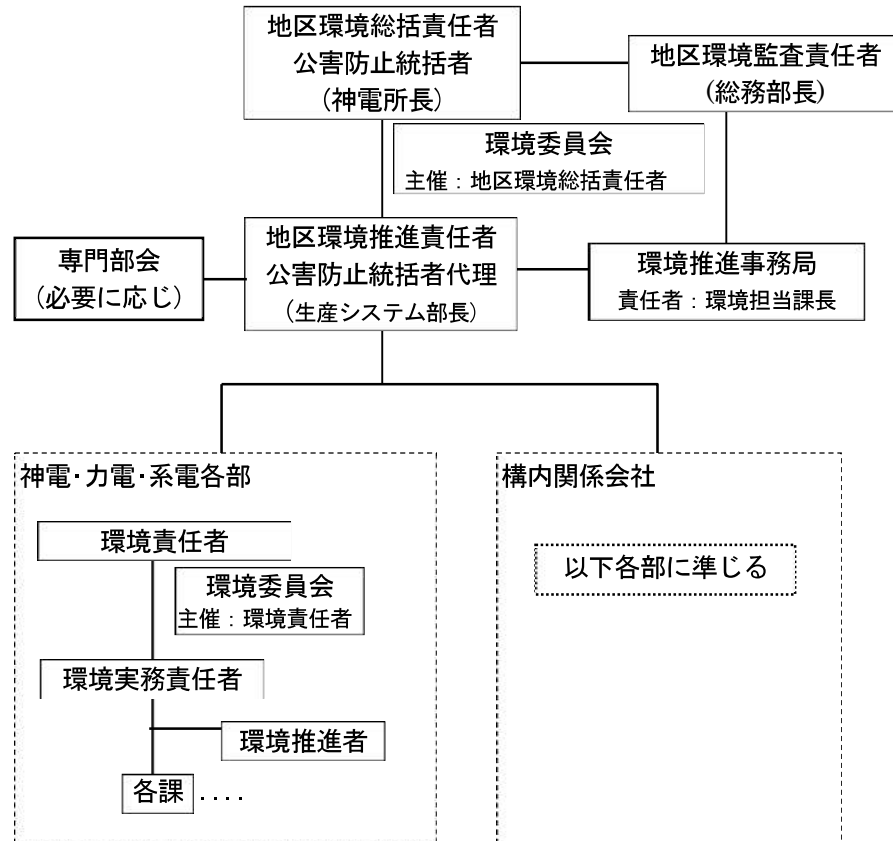 地区環境総括責任者
公害防止統括者
(神電所長)
地区環境監査責任者
(総務部長)
環境委員会
主催：地区環境総括責任者
専門部会
(必要に応じ)
地区環境推進責任者
公害防止統括者代理
(生産システム部長)
環境推進事務局
責任者：環境担当課長
神電・力電・系電各部
環境責任者
環境委員会
主催：環境責任者
環境実務責任者
環境推進者
各課 ‥‥
構内関係会社
以下各部に準じる